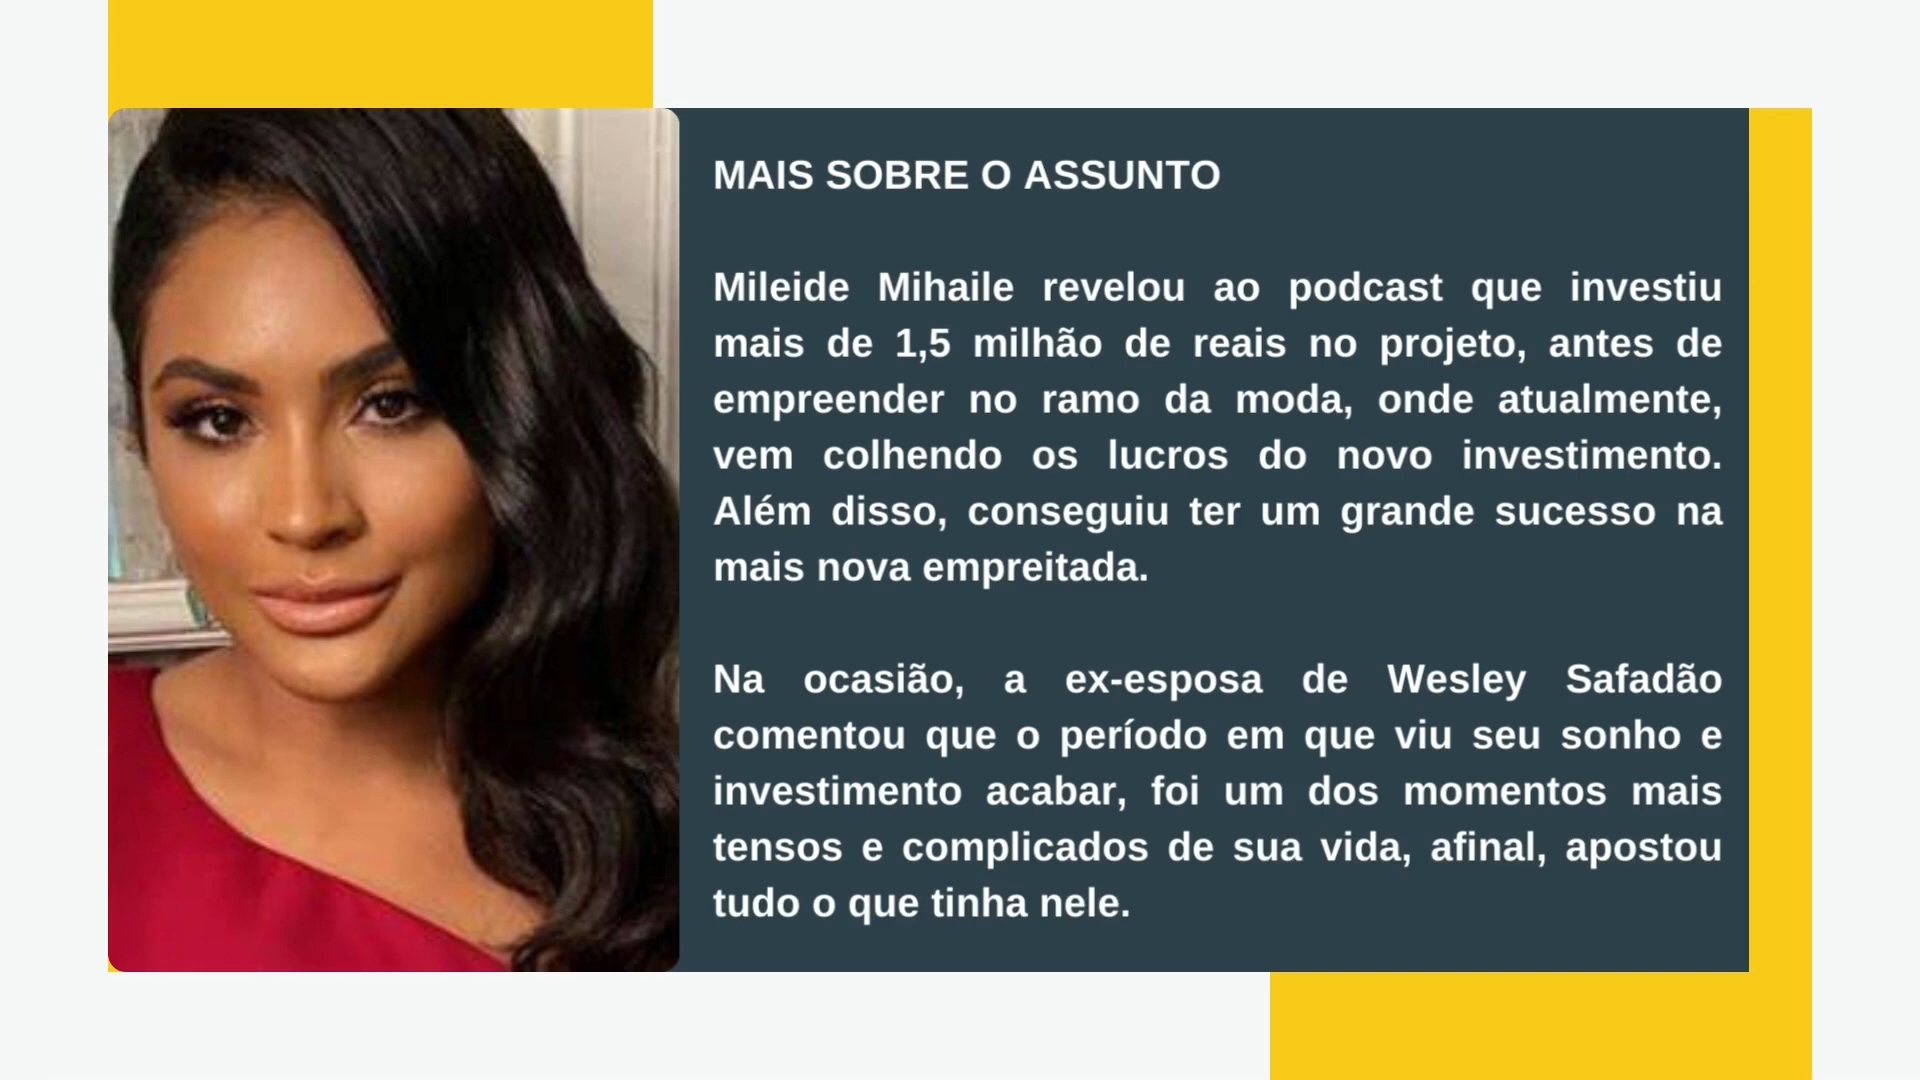 MAIS SOBRE O ASSUNTO
Mileide Mihaile revelou ao podcast que investiu
mais de 1,5 milhão de reais no projeto, antes de
empreender no ramo da moda, onde atualmente,
vem colhendo os lucros do novo investimento.
Além disso, conseguiu ter um grande sucesso na
mais nova empreitada.
Na ocasião, a ex-esposa de Wesley Safadão
comentou que o período em que viu seu sonho e
investimento acabar, foi um dos momentos mais
tensos e complicados de sua vida, afinal, apostou
tudo o que tinha nele.